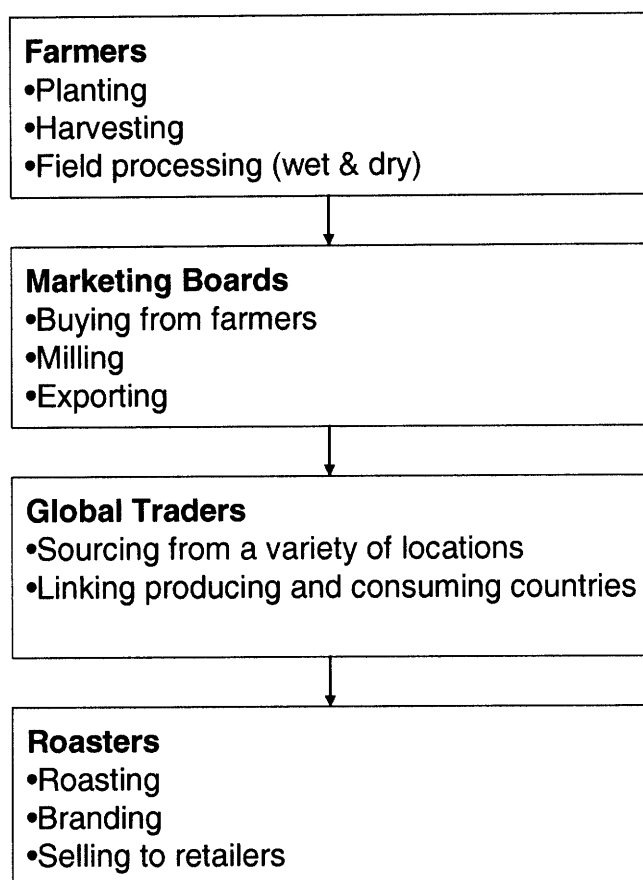 Farmers
•Planting
•Harvesting
•Field processing (wet & dry)
Marketing Boards
•Buying from farmers
•Milling
•Exporting
Global Traders
•Sourcing from a variety of locations
•Linking producing and consuming countries
Roasters
•Roasting
•Branding
•Selling to retailers